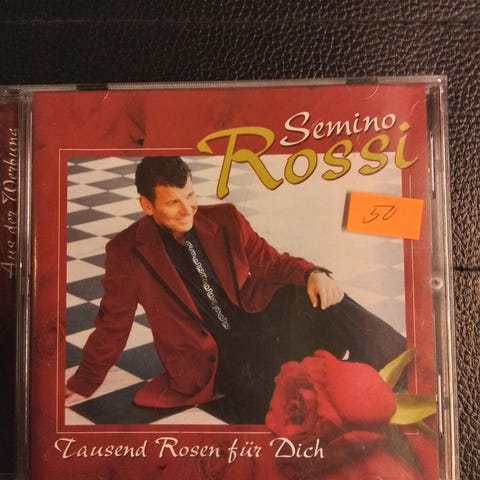 Semino
Rossi
50
Tausend Rosen für Dich
Aus der Werbung